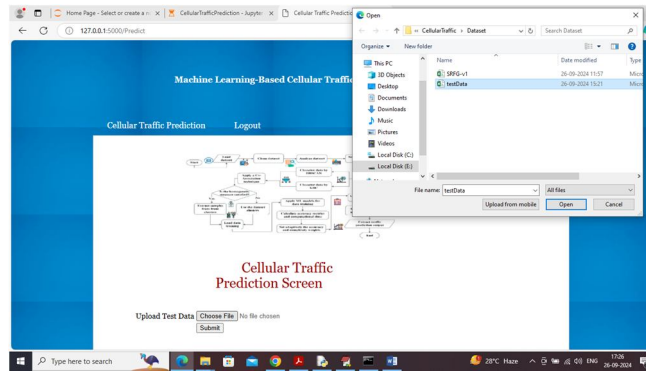 Home Page - Select or create a n
CellularTrafficPrediction - Jupyter
Cellular Traffic Predictio
127.0.0.1:5000/Predict
Machine Learning-Based Cellular Traffic
Cellular Traffic Prediction
Logout
Start
End
Cellular Traffic
Prediction Screen
Upload Test Data
Choose File
No file chosen
Submit
Open
CellularTraffic
Dataset
Search Dataset
Organize
New folder
Name
Date modified
Type
This PC
3D Objects
Desktop
Documents
Downloads
Music
Pictures
Videos
Local Disk (C:)
Local Disk (E:)
SRFG-v1
26-09-2024 11:57
Micro
testData
26-09-2024 15:21
Micro
File name:
testData
All files
Upload from mobile
Open
Cancel
Type here to search
28°C Haze
ENG
17:26
26-09-2024